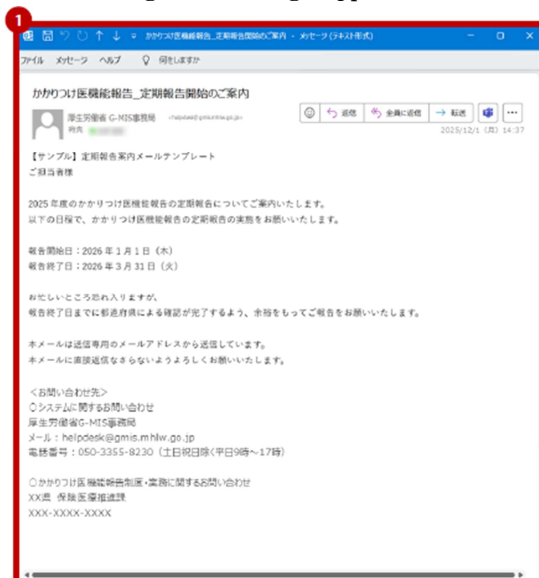 1
かかりつけ医機能報告_定期報告開始のご案内 - メッセージ (テキスト形式)
ファイル メッセージ ヘルプ 何をしますか
かかりつけ医機能報告_定期報告開始のご案内
厚生労働省 G-MIS事務局
宛先
返信 全員に返信 転送
2025/12/1 (月) 14:37
【サンプル】定期報告案内メールテンプレート
ご担当者様
2025年度のかかりつけ医機能報告の定期報告についてご案内いたします。
以下の日程で、かかりつけ医機能報告の定期報告の実施をお願いいたします。
報告開始日：2026年1月1日（木）
報告終了日：2026年3月31日（火）
お忙しいところ恐れ入りますが、
報告終了日までに都道府県による確認が完了するよう、余裕をもってご報告をお願いいたします。
本メールは送信専用のメールアドレスから送信しています。
本メールに直接返信なさらないようよろしくお願いいたします。
＜お問い合わせ先＞
○システムに関するお問い合わせ
厚生労働省G-MIS事務局
メール：helpdesk@gmis.mhlw.go.jp
電話番号：050-3355-8230（土日祝日除く平日9時～17時）
○かかりつけ医機能報告制度・業務に関するお問い合わせ
XX県 保険医療推進課
XXX-XXXX-XXXX